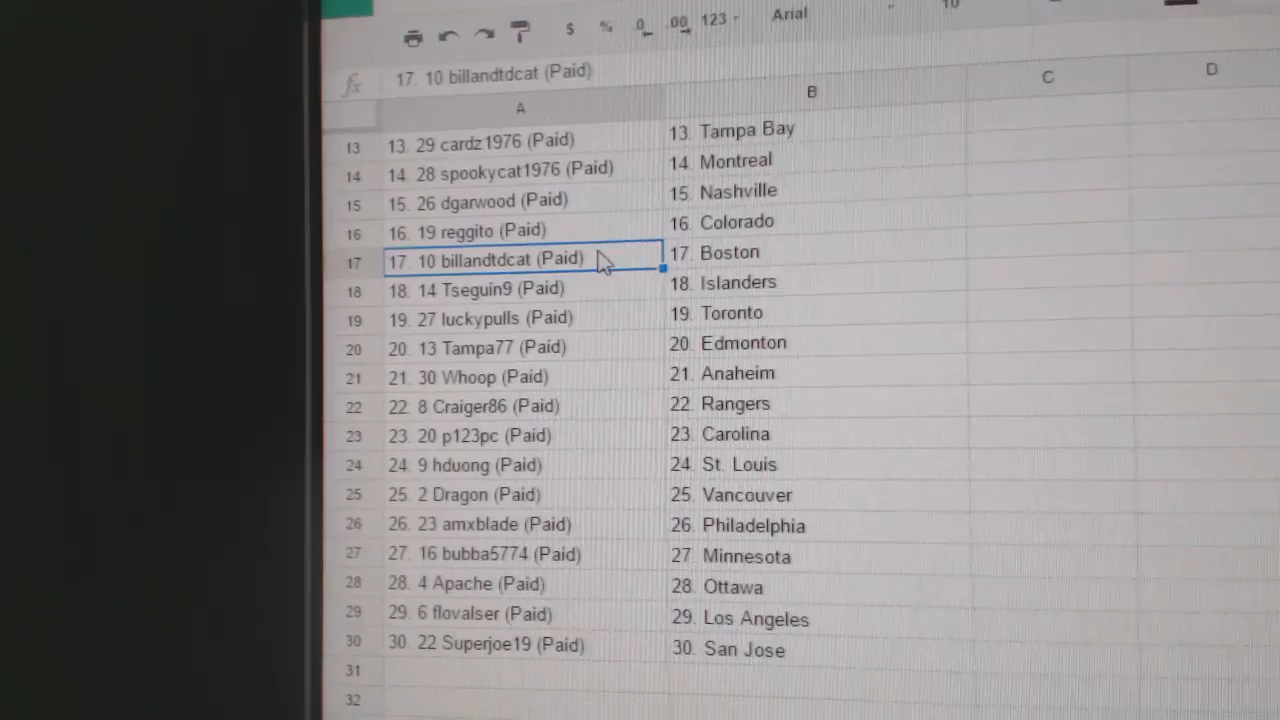 $ % .0 .00 123 Arial 10
fx 17. 10 billandtdcat (Paid)
A B C D
13 13. 29 cardz1976 (Paid) 13. Tampa Bay
14 14. 28 spookycat1976 (Paid) 14. Montreal
15 15. 26 dgarwood (Paid) 15. Nashville
16 16. 19 reggito (Paid) 16. Colorado
17 17. 10 billandtdcat (Paid) 17. Boston
18 18. 14 Tseguin9 (Paid) 18. Islanders
19 19. 27 luckypulls (Paid) 19. Toronto
20 20. 13 Tampa77 (Paid) 20. Edmonton
21 21. 30 Whoop (Paid) 21. Anaheim
22 22. 8 Craiger86 (Paid) 22. Rangers
23 23. 20 p123pc (Paid) 23. Carolina
24 24. 9 hduong (Paid) 24. St. Louis
25 25. 2 Dragon (Paid) 25. Vancouver
26 26. 23 amxblade (Paid) 26. Philadelphia
27 27. 16 bubba5774 (Paid) 27. Minnesota
28 28. 4 Apache (Paid) 28. Ottawa
29 29. 6 flovalser (Paid) 29. Los Angeles
30 30. 22 Superjoe19 (Paid) 30. San Jose
31
32